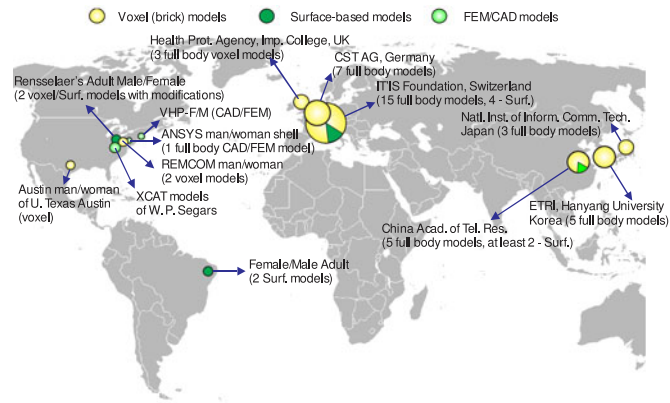 Voxel (brick) models
Surface-based models
FEM/CAD models
Health Prot. Agency, Imp. College, UK
(3 full body voxel models)
CST AG, Germany
(7 full body models)
Rensselaer's Adult Male/Female
(2 voxel/Surf. models with modifications)
IT'IS Foundation, Switzerland
(15 full body models, 4 - Surf.)
VHP-F/M (CAD/FEM)
Natl. Inst. of Inform. Comm. Tech.
Japan (3 full body models)
ANSYS man/woman shell
(1 full body CAD/FEM model)
REMCOM man/woman
(2 voxel models)
Austin man/woman
of U. Texas Austin
(voxel)
XCAT models
of W. P. Segars
ETRI, Hanyang University
Korea (5 full body models)
China Acad. of Tel. Res.
(5 full body models, at least 2 - Surf.)
Female/Male Adult
(2 Surf. models)